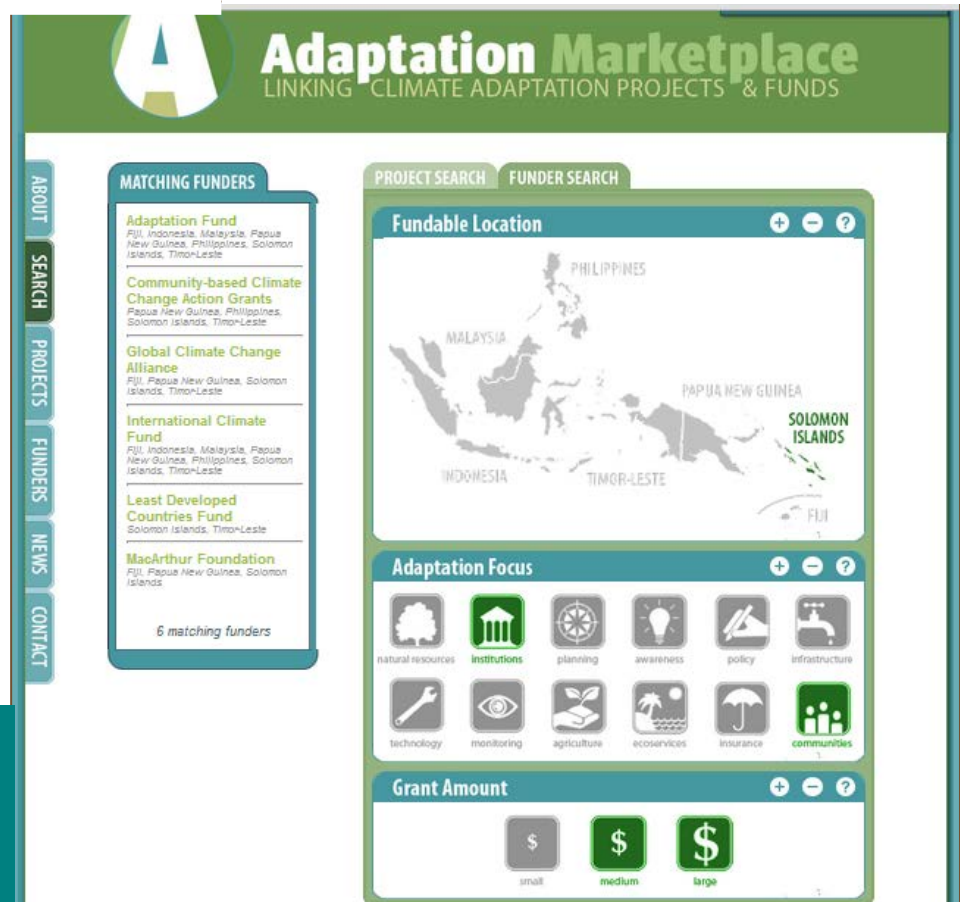 A
Adaptation Marketplace
LINKING CLIMATE ADAPTATION PROJECTS & FUNDS
ABOUT
SEARCH
PROJECTS
FUNDERS
NEWS
CONTACT
MATCHING FUNDERS
Adaptation Fund
Fiji, Indonesia, Malaysia, Papua
New Guinea, Philippines, Solomon
Islands, Timor-Leste
Community-based Climate
Change Action Grants
Papua New Guinea, Philippines,
Solomon Islands, Timor-Leste
Global Climate Change
Alliance
Fiji, Papua New Guinea, Solomon
Islands, Timor-Leste
International Climate
Fund
Fiji, Indonesia, Malaysia, Papua
New Guinea, Philippines, Solomon
Islands, Timor-Leste
Least Developed
Countries Fund
Solomon Islands, Timor-Leste
MacArthur Foundation
Fiji, Papua New Guinea, Solomon
Islands
6 matching funders
PROJECT SEARCH FUNDER SEARCH
Fundable Location + - ?
PHILIPPINES
MALAYSIA
PAPUA NEW GUINEA
SOLOMON
ISLANDS
INDONESIA
TIMOR-LESTE
FIJI
Adaptation Focus + - ?
natural resources institutions planning awareness policy infrastructure
technology monitoring agriculture ecoservices insurance communities
Grant Amount + - ?
$ $ $
small medium large